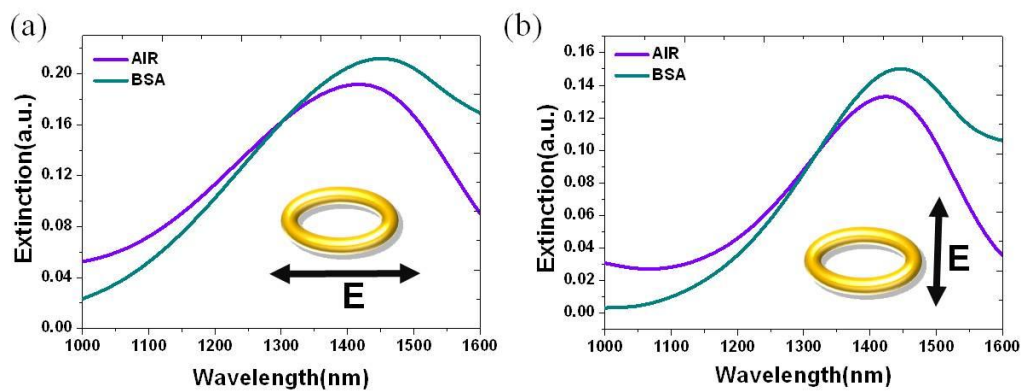 (a)
AIR
BSA
Extinction(a.u.)
0.20
0.16
0.12
0.08
0.04
0.00
E
1000 1100 1200 1300 1400 1500 1600
Wavelength(nm)
(b)
AIR
BSA
Extinction(a.u.)
0.16
0.14
0.12
0.10
0.08
0.06
0.04
0.02
0.00
E
1000 1100 1200 1300 1400 1500 1600
Wavelength(nm)